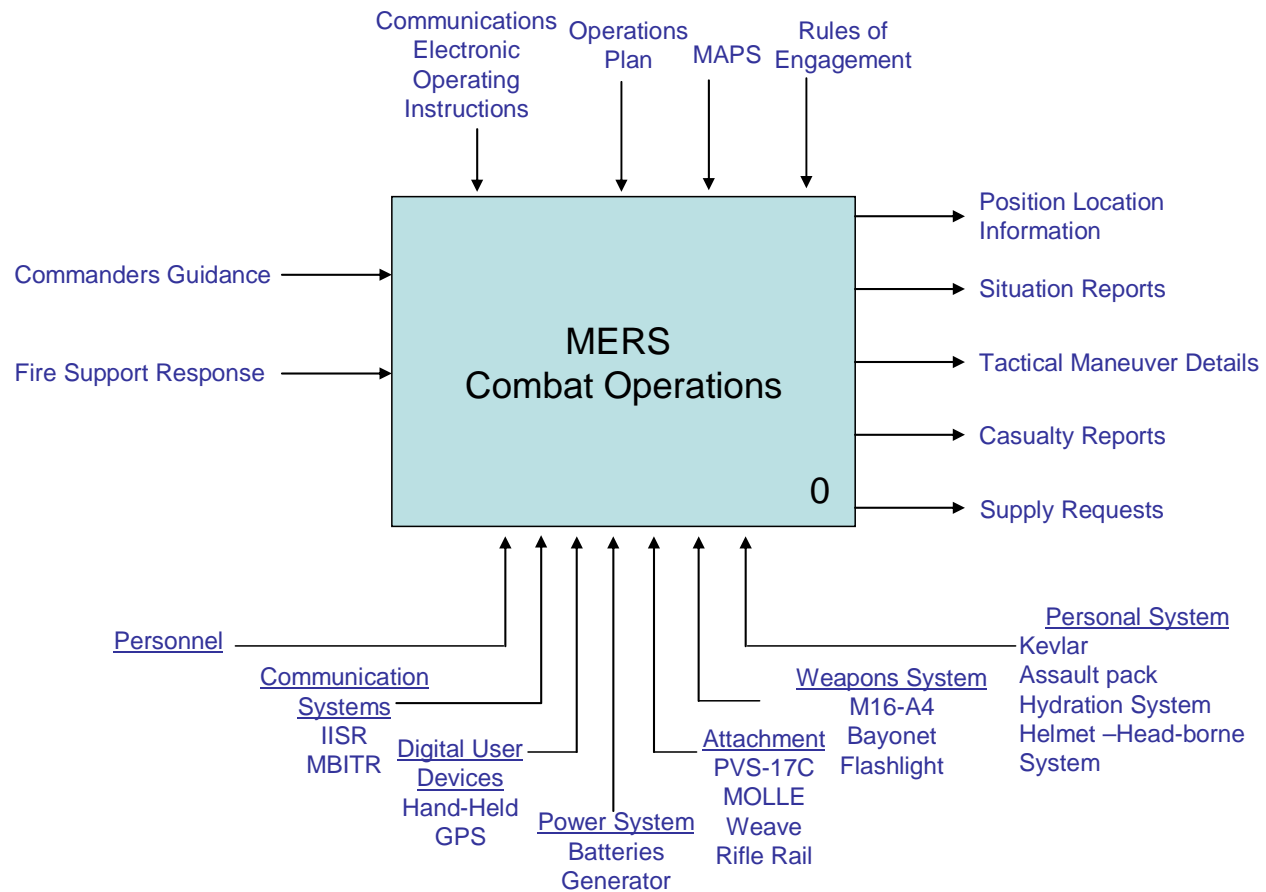 Communications
Electronic
Operating
Instructions
Operations
Plan
MAPS
Rules of
Engagement
Commanders Guidance
Fire Support Response
MERS
Combat Operations
0
Position Location
Information
Situation Reports
Tactical Maneuver Details
Casualty Reports
Supply Requests
Personnel
Communication
Systems
IISR
MBITR
Digital User
Devices
Hand-Held
GPS
Power System
Batteries
Generator
Attachment
PVS-17C
MOLLE
Weave
Rifle Rail
Weapons System
M16-A4
Bayonet
Flashlight
Personal System
Kevlar
Assault pack
Hydration System
Helmet –Head-borne
System